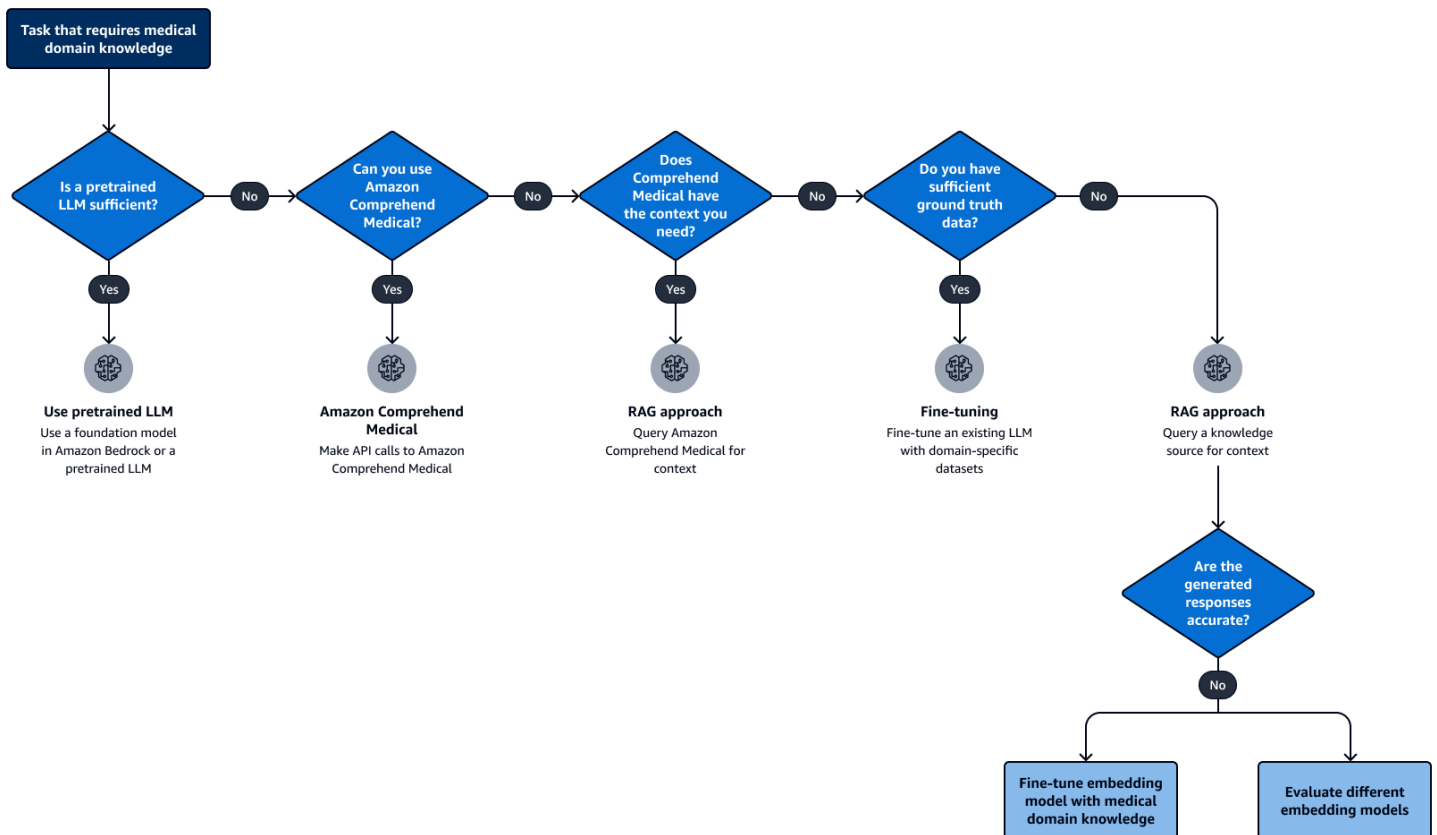 Task that requires medical
domain knowledge
Is a pretrained
LLM sufficient?
No
Can you use
Amazon
Comprehend
Medical?
No
Does
Comprehend
Medical have
the context you
need?
No
Do you have
sufficient
ground truth
data?
No
Yes
Yes
Yes
Yes
Use pretrained LLM
Use a foundation model
in Amazon Bedrock or a
pretrained LLM
Amazon Comprehend
Medical
Make API calls to Amazon
Comprehend Medical
RAG approach
Query Amazon
Comprehend Medical for
context
Fine-tuning
Fine-tune an existing LLM
with domain-specific
datasets
RAG approach
Query a knowledge
source for context
Are the
generated
responses
accurate?
No
Fine-tune embedding
model with medical
domain knowledge
Evaluate different
embedding models